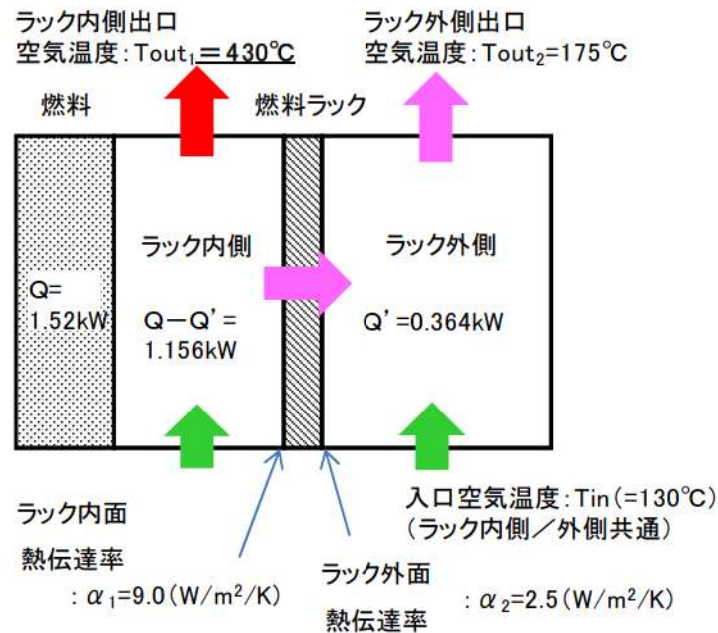 ラック内側出口
空気温度：Tout₁＝430℃
ラック外側出口
空気温度：Tout₂=175℃
燃料
燃料ラック
ラック内側
ラック外側
Q=
1.52kW
Q－Q’=
1.156kW
Q’=0.364kW
入口空気温度：Tin(=130℃)
(ラック内側／外側共通)
ラック内面
熱伝達率
：α₁=9.0(W/m²/K)
ラック外面
熱伝達率
：α₂=2.5(W/m²/K)